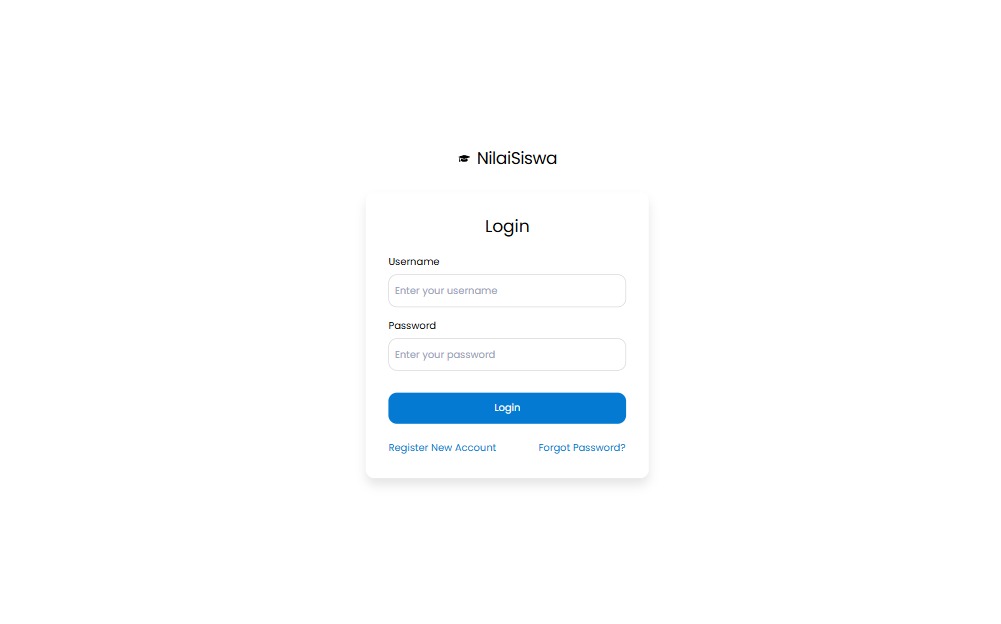 NilaiSiswa
Login
Username
Enter your username
Password
Enter your password
Login
Register New Account Forgot Password?